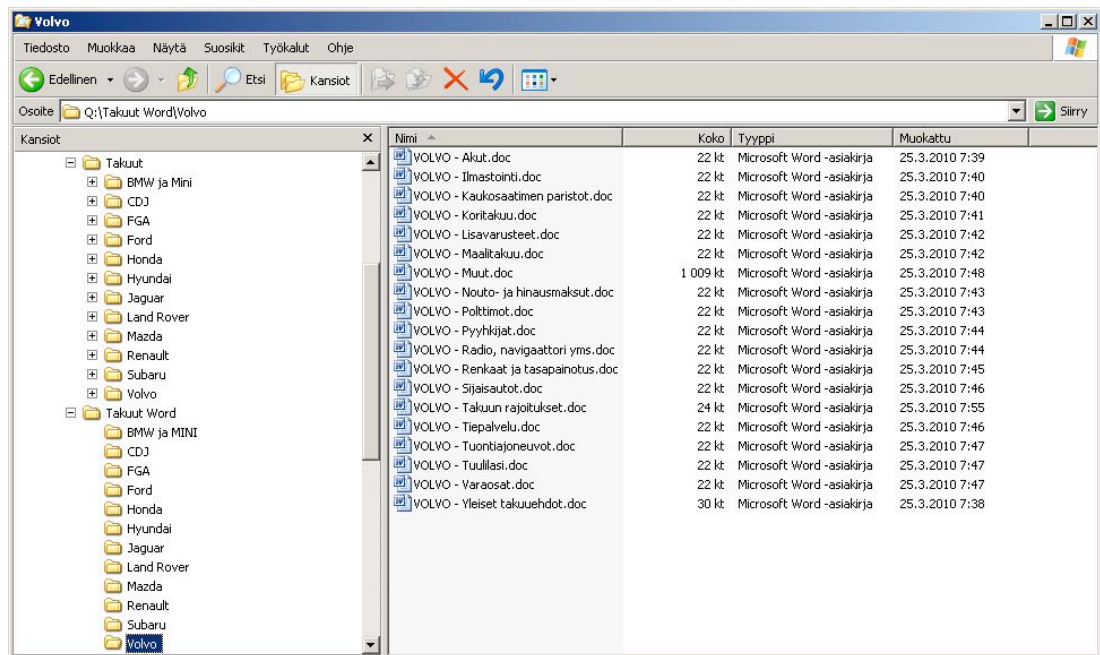 Volvo
Tiedosto Muokkaa Näytä Suosikit Työkalut Ohje
Edellinen Etsi Kansiot
Osoite Q:\Takuut Word\Volvo Siirry
Kansiot
Takuut
BMW ja Mini
CDJ
FGA
Ford
Honda
Hyundai
Jaguar
Land Rover
Mazda
Renault
Subaru
Volvo
Takuut Word
BMW ja MINI
CDJ
FGA
Ford
Honda
Hyundai
Jaguar
Land Rover
Mazda
Renault
Subaru
Volvo
Nimi Koko Tyyppi Muokattu
VOLVO - Akut.doc 22 kt Microsoft Word -asiakirja 25.3.2010 7:39
VOLVO - Ilmastointi.doc 22 kt Microsoft Word -asiakirja 25.3.2010 7:40
VOLVO - Kaukosaatimen paristot.doc 22 kt Microsoft Word -asiakirja 25.3.2010 7:40
VOLVO - Koritakuu.doc 22 kt Microsoft Word -asiakirja 25.3.2010 7:41
VOLVO - Lisavarusteet.doc 22 kt Microsoft Word -asiakirja 25.3.2010 7:42
VOLVO - Maalitakuu.doc 22 kt Microsoft Word -asiakirja 25.3.2010 7:42
VOLVO - Muut.doc 1 009 kt Microsoft Word -asiakirja 25.3.2010 7:48
VOLVO - Nouto- ja hinausmaksut.doc 22 kt Microsoft Word -asiakirja 25.3.2010 7:43
VOLVO - Polttimot.doc 22 kt Microsoft Word -asiakirja 25.3.2010 7:43
VOLVO - Pyyhkijat.doc 22 kt Microsoft Word -asiakirja 25.3.2010 7:44
VOLVO - Radio, navigaattori yms.doc 22 kt Microsoft Word -asiakirja 25.3.2010 7:44
VOLVO - Renkaat ja tasapainotus.doc 22 kt Microsoft Word -asiakirja 25.3.2010 7:45
VOLVO - Sijaisautot.doc 22 kt Microsoft Word -asiakirja 25.3.2010 7:46
VOLVO - Takuun rajoitukset.doc 24 kt Microsoft Word -asiakirja 25.3.2010 7:55
VOLVO - Tiepalvelu.doc 22 kt Microsoft Word -asiakirja 25.3.2010 7:46
VOLVO - Tuontiajoneuvot.doc 22 kt Microsoft Word -asiakirja 25.3.2010 7:47
VOLVO - Tuulilasi.doc 22 kt Microsoft Word -asiakirja 25.3.2010 7:47
VOLVO - Varaosat.doc 22 kt Microsoft Word -asiakirja 25.3.2010 7:47
VOLVO - Yleiset takuuehdot.doc 30 kt Microsoft Word -asiakirja 25.3.2010 7:38